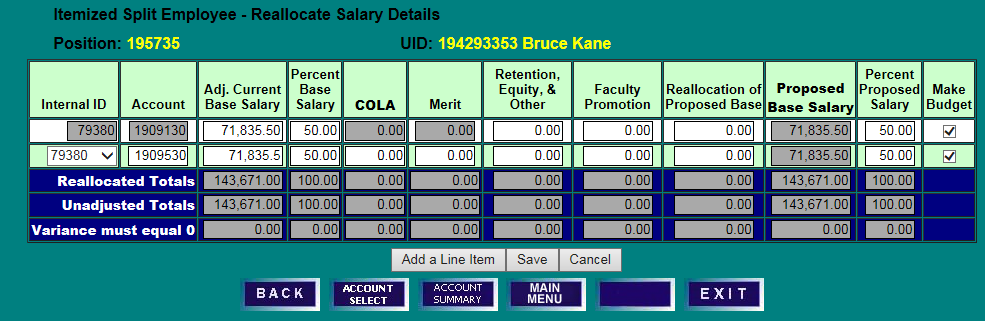 Itemized Split Employee - Reallocate Salary Details
Position: 195735 UID: 194293353 Bruce Kane
Internal ID Account Adj. Current Base Salary Percent Base Salary COLA Merit Retention, Equity, & Other Faculty Promotion Reallocation of Proposed Base Proposed Base Salary Percent Proposed Salary Make Budget
79380 1909130 71,835.50 50.00 0.00 0.00 0.00 0.00 0.00 71,835.50 50.00
79380 1909530 71,835.5 50.00 0.00 0.00 0.00 0.00 0.00 71,835.50 50.00
Reallocated Totals 143,671.00 100.00 0.00 0.00 0.00 0.00 0.00 143,671.00 100.00
Unadjusted Totals 143,671.00 100.00 0.00 0.00 0.00 0.00 0.00 143,671.00 100.00
Variance must equal 0 0.00 0.00 0.00 0.00 0.00 0.00 0.00 0.00 0.00
Add a Line Item Save Cancel
BACK ACCOUNT SELECT ACCOUNT SUMMARY MAIN MENU EXIT